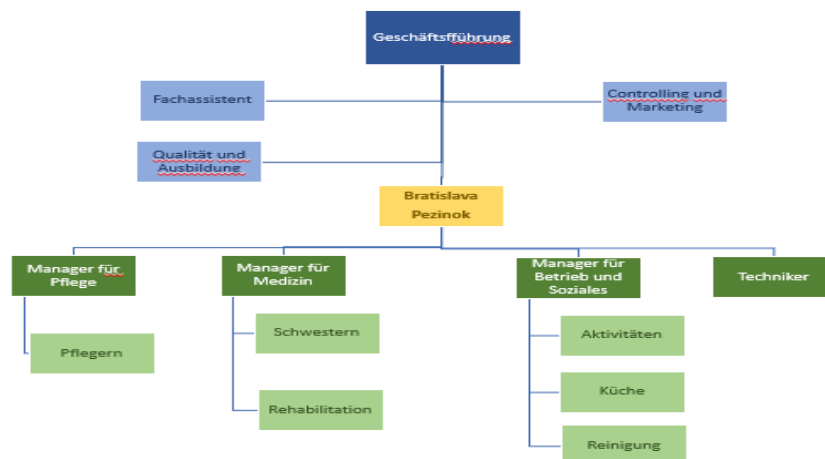 Geschäftsfführung
Fachassistent
Controlling und
Marketing
Qualität und
Ausbildung
Bratislava
Pezinok
Manager für
Pflege
Manager für
Medizin
Manager für
Betrieb und
Soziales
Techniker
Pflegern
Schwestern
Rehabilitation
Aktivitäten
Küche
Reinigung